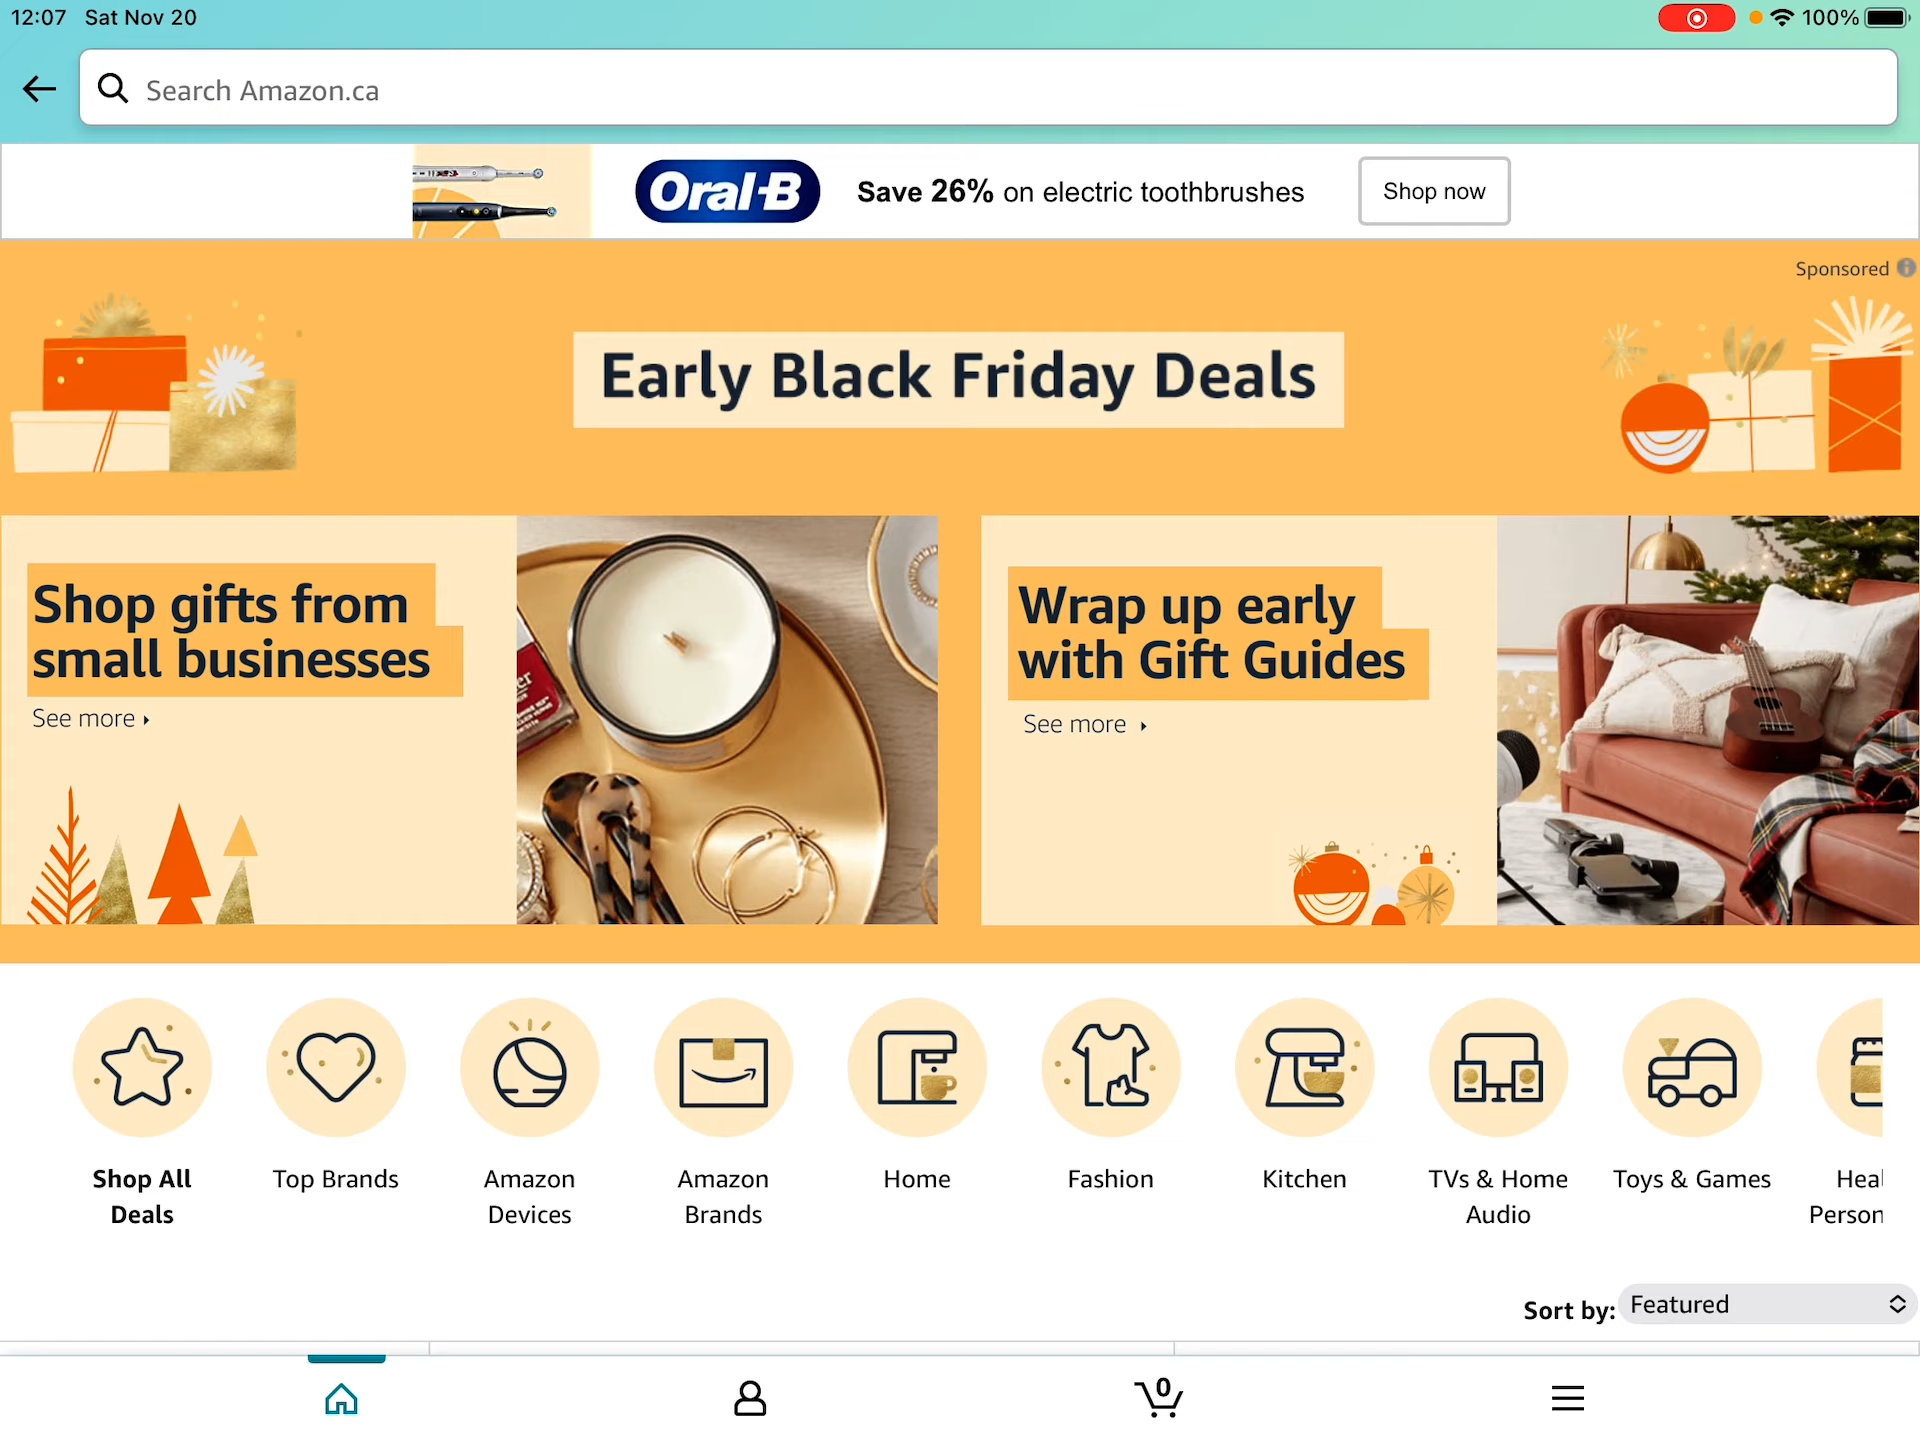 12:07 Sat Nov 20
100%
Search Amazon.ca
Oral-B
Save 26% on electric toothbrushes
Shop now
Sponsored
Early Black Friday Deals
Shop gifts from
small businesses
See more
Wrap up early
with Gift Guides
See more
Shop All
Deals
Top Brands
Amazon
Devices
Amazon
Brands
Home
Fashion
Kitchen
TVs & Home
Audio
Toys & Games
Heal
Person
Sort by: Featured
0